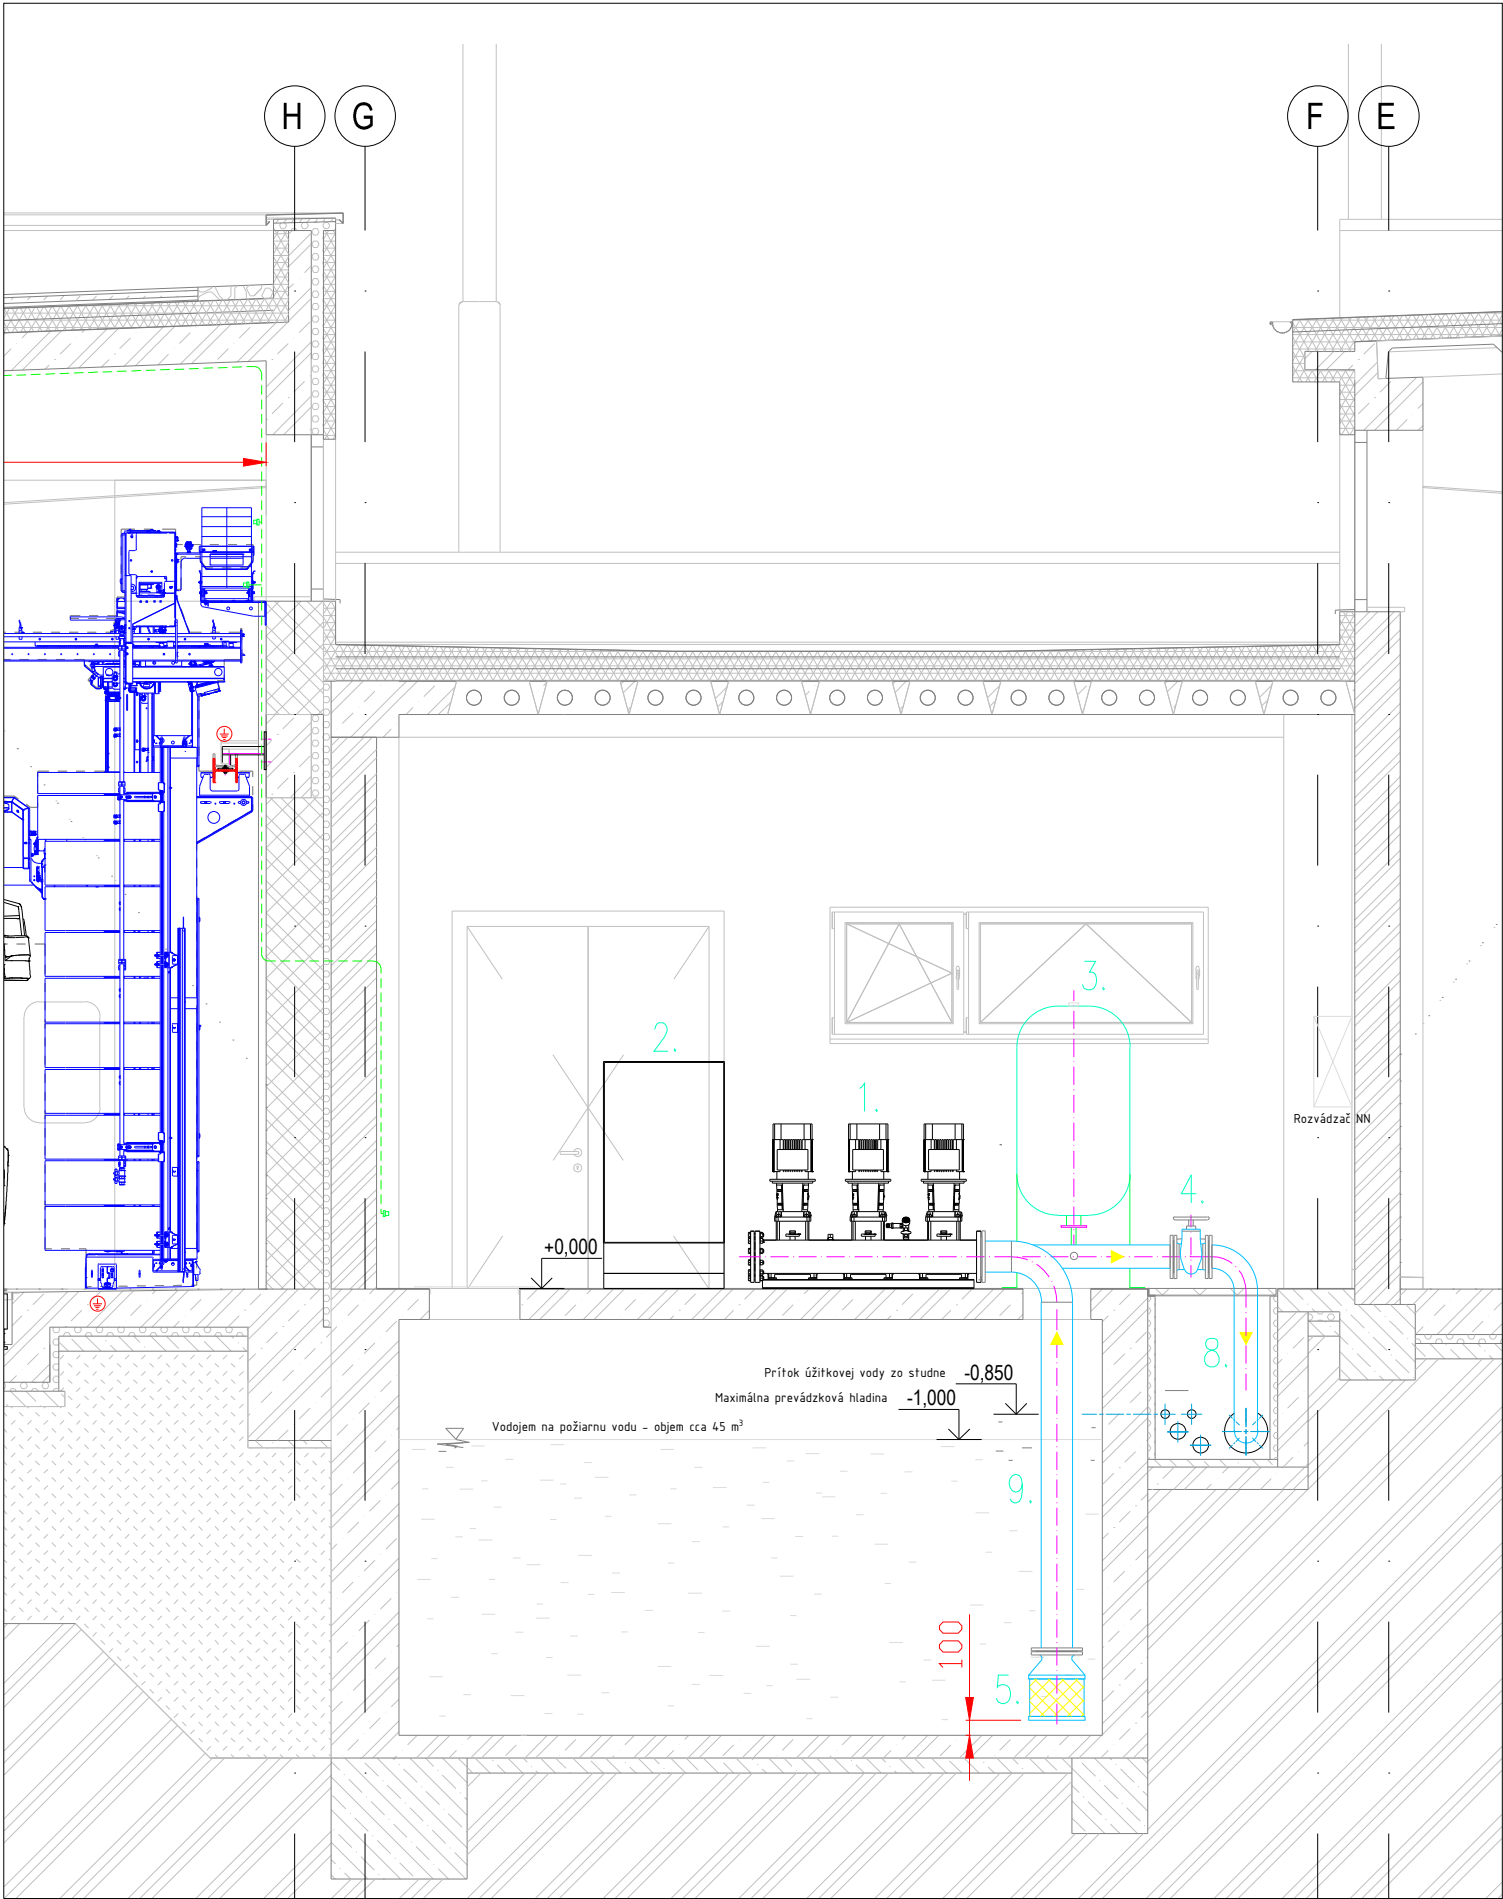 H G F E
3.
2.
1.
Rozvádzač NN
4.
+0,000
8.
Prítok úžitkovej vody zo studne -0,850
Maximálna prevádzková hladina -1,000
Vodojem na požiarnu vodu - objem cca 45 m³
9.
100
5.